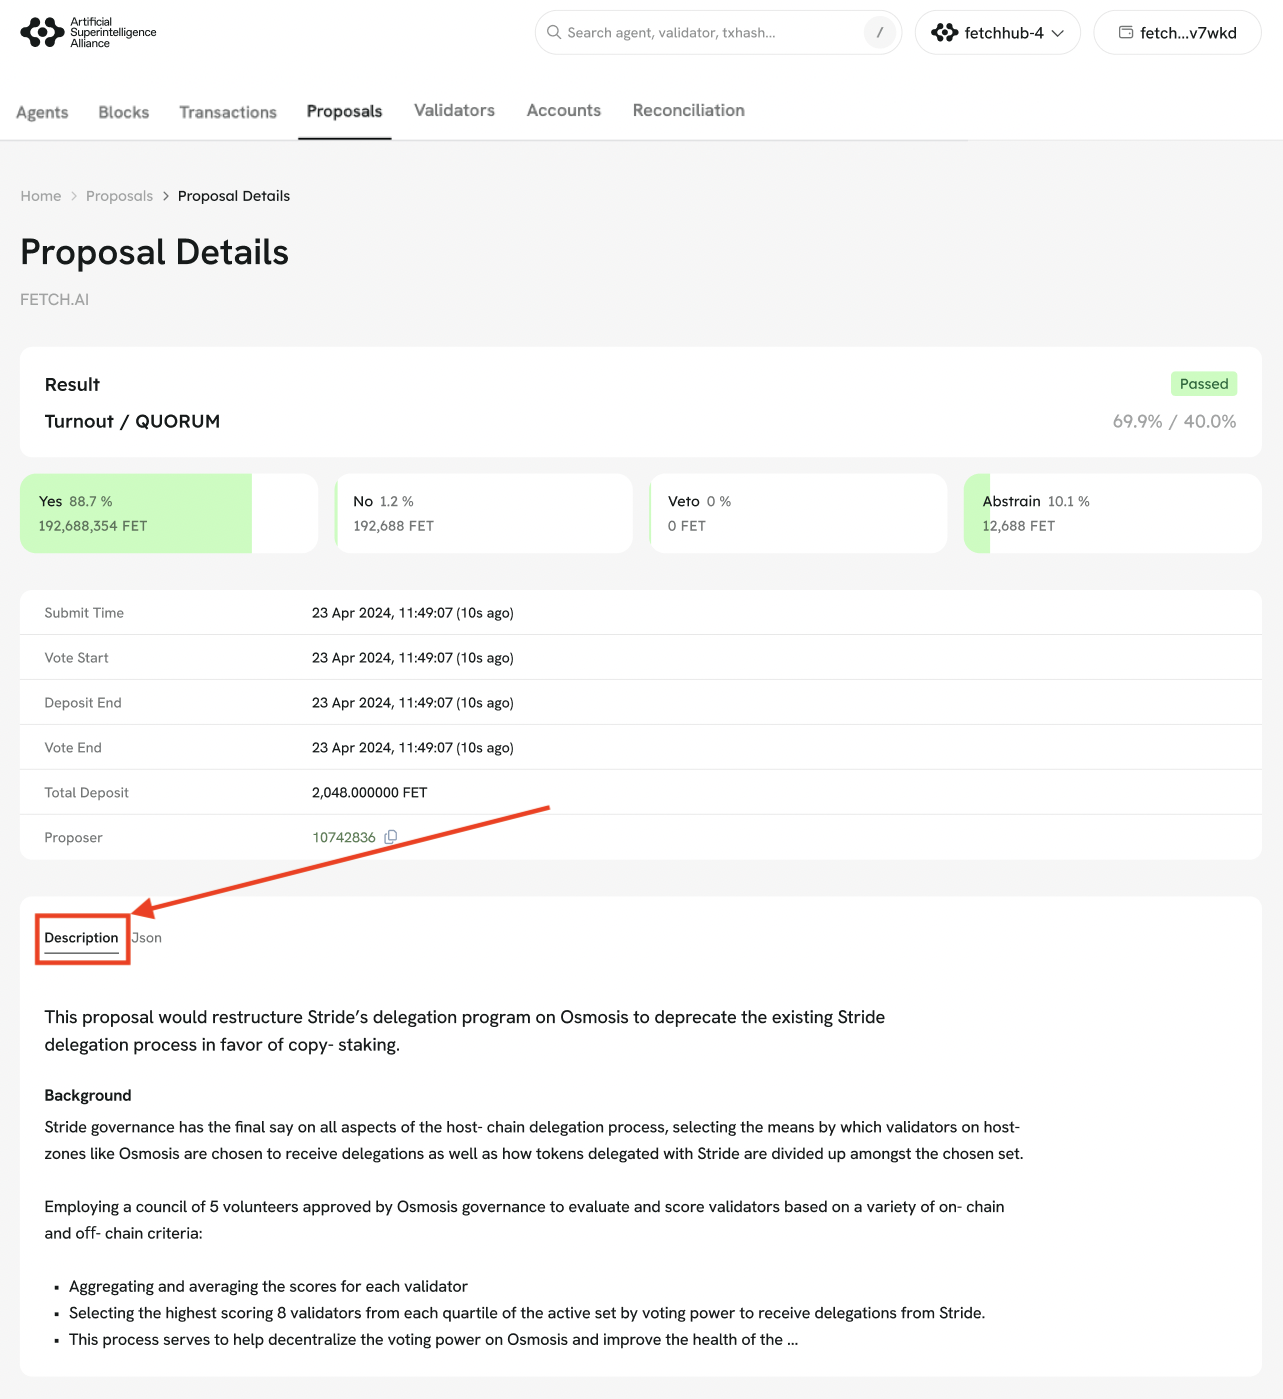 Artificial
Superintelligence
Alliance
Search agent, validator, txhash...
/
fetchhub-4
fetch...v7wkd
Agents
Blocks
Transactions
Proposals
Validators
Accounts
Reconciliation
Home > Proposals > Proposal Details
Proposal Details
FETCH.AI
Result
Passed
Turnout / QUORUM
69.9% / 40.0%
Yes 88.7 %
192,688,354 FET
No 1.2 %
192,688 FET
Veto 0 %
0 FET
Abstrain 10.1 %
12,688 FET
Submit Time
23 Apr 2024, 11:49:07 (10s ago)
Vote Start
23 Apr 2024, 11:49:07 (10s ago)
Deposit End
23 Apr 2024, 11:49:07 (10s ago)
Vote End
23 Apr 2024, 11:49:07 (10s ago)
Total Deposit
2,048.000000 FET
Proposer
10742836
Description
Json
This proposal would restructure Stride’s delegation program on Osmosis to deprecate the existing Stride
delegation process in favor of copy- staking.
Background
Stride governance has the final say on all aspects of the host- chain delegation process, selecting the means by which validators on host-
zones like Osmosis are chosen to receive delegations as well as how tokens delegated with Stride are divided up amongst the chosen set.
Employing a council of 5 volunteers approved by Osmosis governance to evaluate and score validators based on a variety of on- chain
and off- chain criteria:
▪ Aggregating and averaging the scores for each validator
▪ Selecting the highest scoring 8 validators from each quartile of the active set by voting power to receive delegations from Stride.
▪ This process serves to help decentralize the voting power on Osmosis and improve the health of the ...